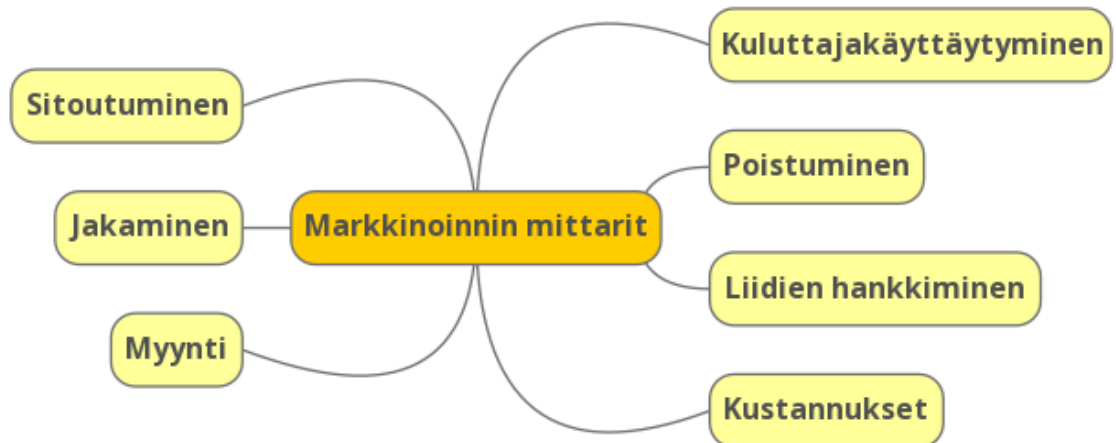 Kuluttajakäyttäytyminen
Sitoutuminen
Poistuminen
Jakaminen
Markkinoinnin mittarit
Liidien hankkiminen
Myynti
Kustannukset